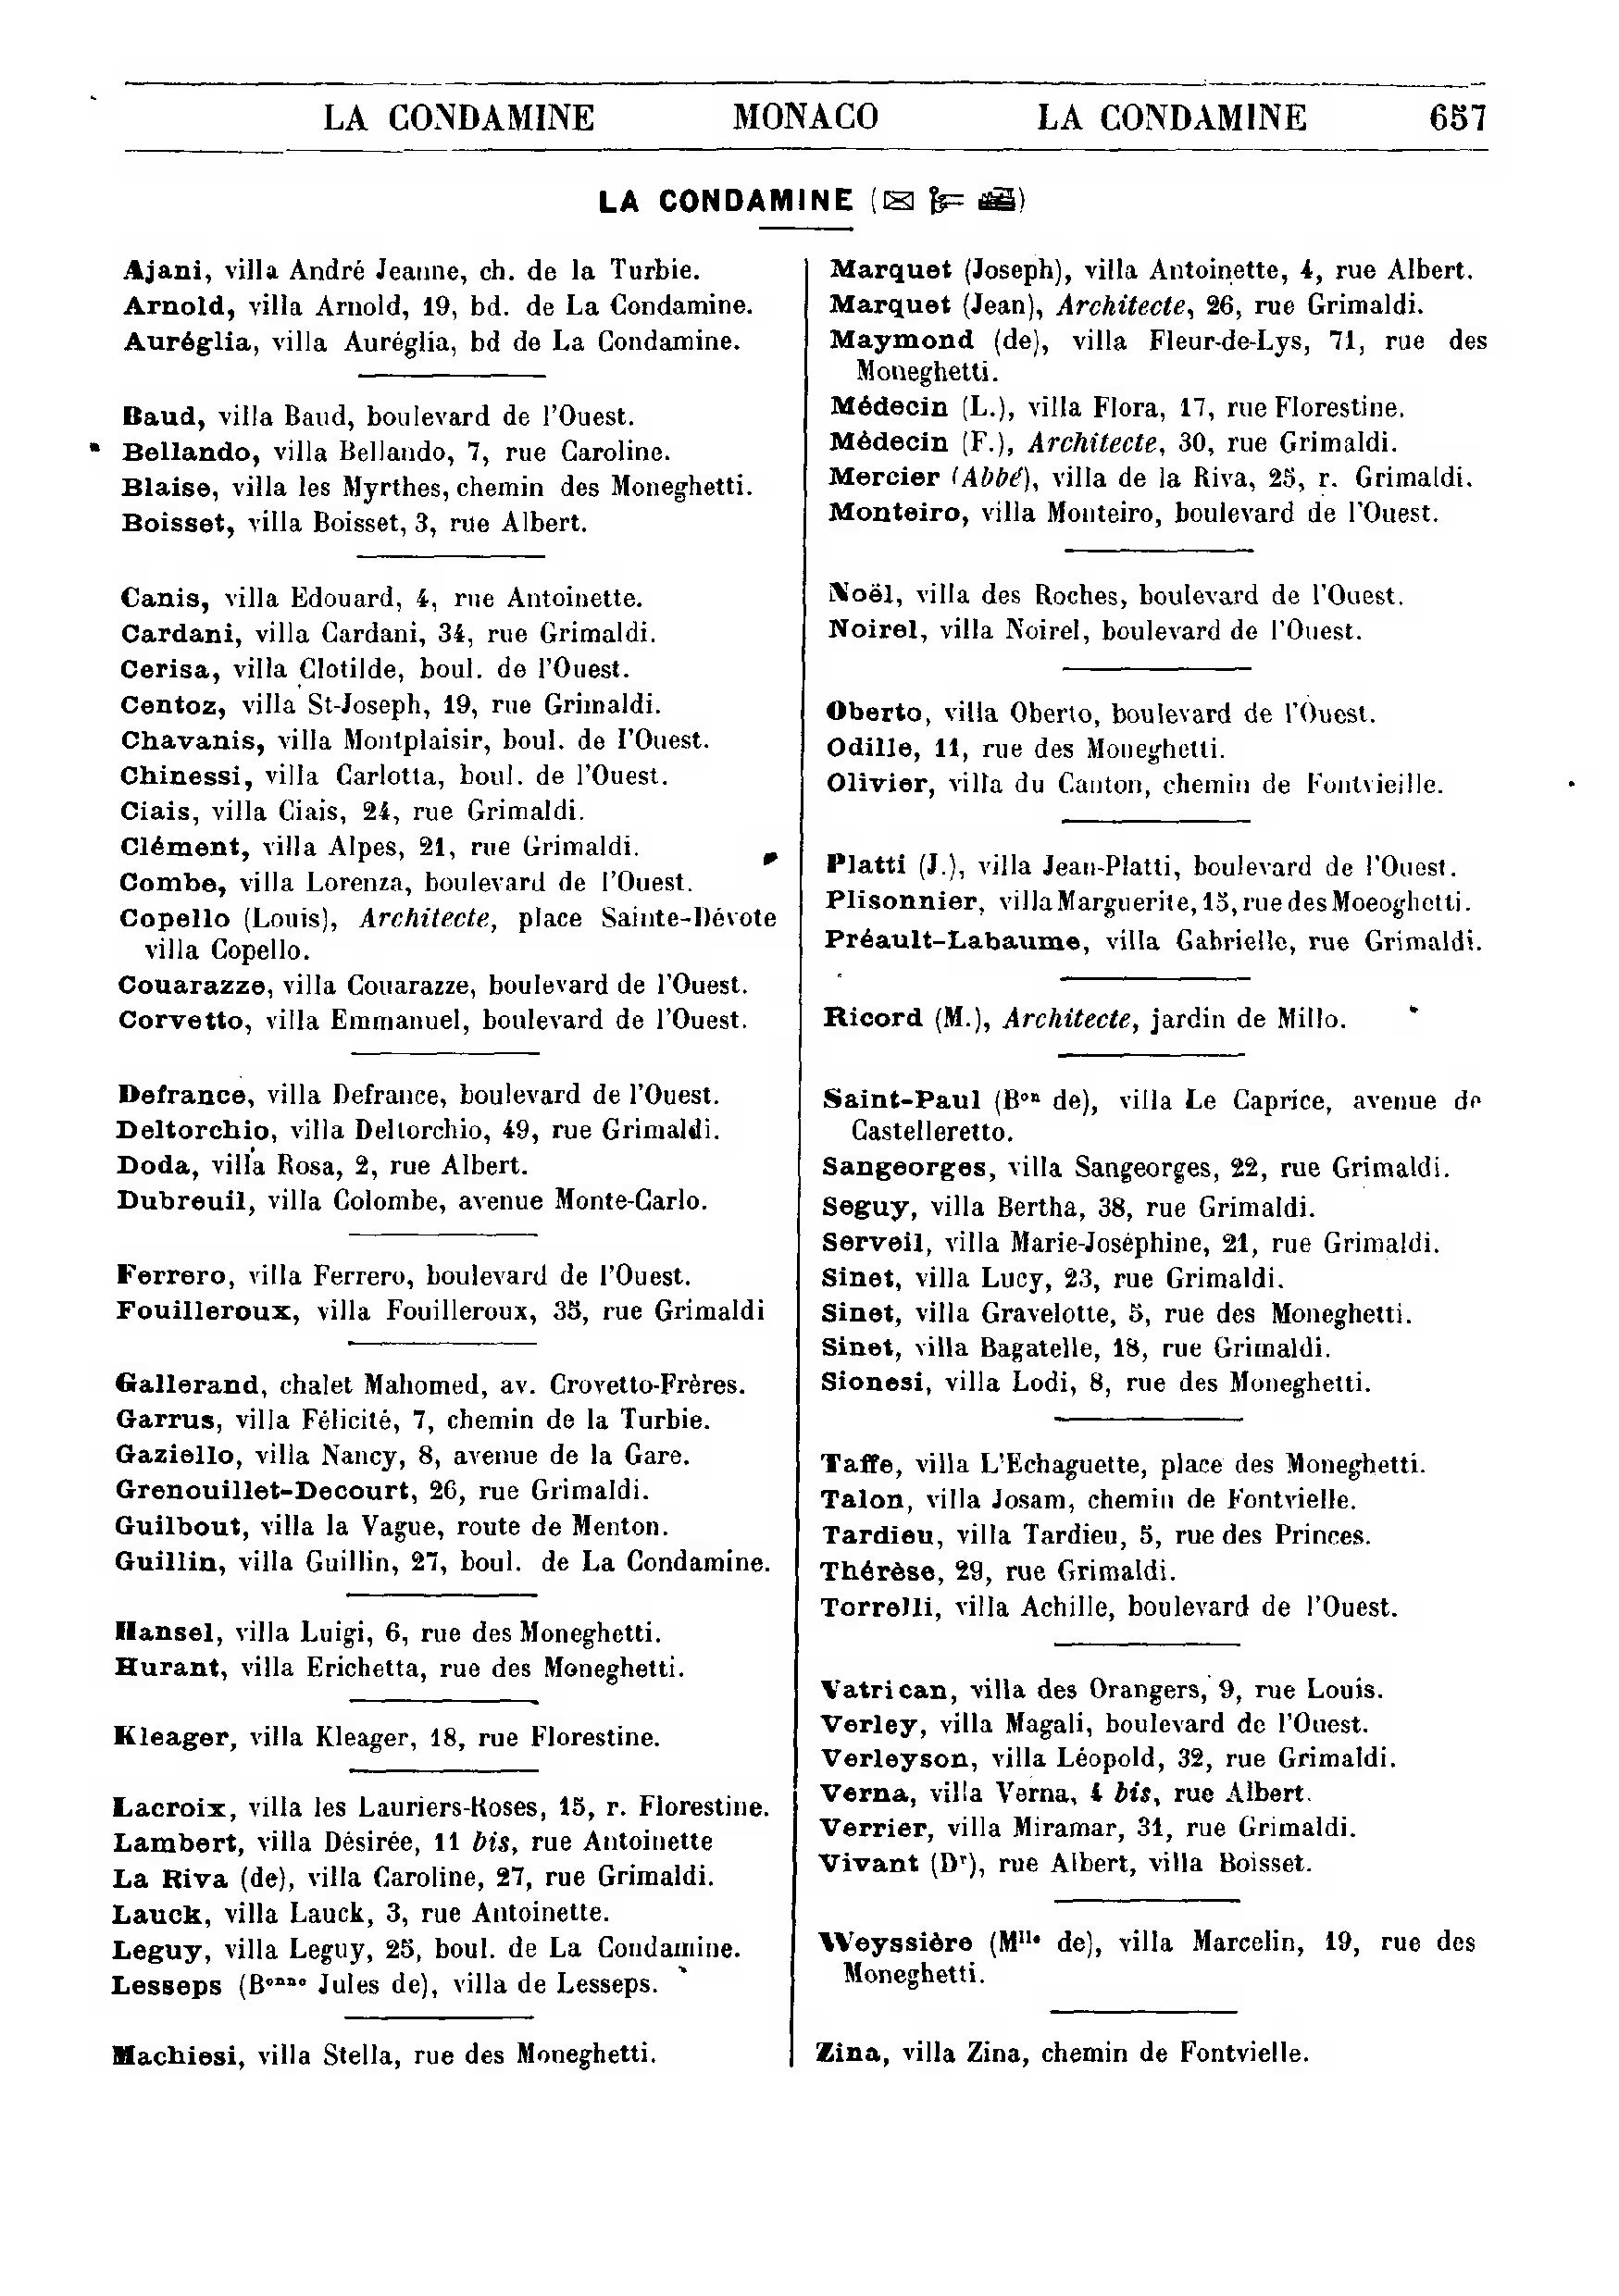 LA CONDAMINE MONACO LA CONDAMINE 657
LA CONDAMINE
Ajani, villa André Jeanne, ch. de la Turbie.
Arnold, villa Arnold, 19, bd. de La Condamine.
Auréglia, villa Auréglia, bd de La Condamine.
Baud, villa Baud, boulevard de l'Ouest.
Bellando, villa Bellando, 7, rue Caroline.
Blaise, villa les Myrthes, chemin des Moneghetti.
Boisset, villa Boisset, 3, rue Albert.
Canis, villa Edouard, 4, rue Antoinette.
Cardani, villa Cardani, 34, rue Grimaldi.
Cerisa, villa Clotilde, boul. de l'Ouest.
Centoz, villa St-Joseph, 19, rue Grimaldi.
Chavanis, villa Montplaisir, boul. de l'Ouest.
Chinessi, villa Carlotta, boul. de l'Ouest.
Ciais, villa Ciais, 24, rue Grimaldi.
Clément, villa Alpes, 21, rue Grimaldi.
Combe, villa Lorenza, boulevard de l'Ouest.
Copello (Louis), Architecte, place Sainte-Dévote
villa Copello.
Couarazze, villa Couarazze, boulevard de l'Ouest.
Corvetto, villa Emmanuel, boulevard de l'Ouest.
Defrance, villa Defrance, boulevard de l'Ouest.
Deltorchio, villa Deltorchio, 49, rue Grimaldi.
Doda, villa Rosa, 2, rue Albert.
Dubreuil, villa Colombe, avenue Monte-Carlo.
Ferrero, villa Ferrero, boulevard de l'Ouest.
Fouilleroux, villa Fouilleroux, 35, rue Grimaldi
Gallerand, chalet Mahomed, av. Crovetto-Frères.
Garrus, villa Félicité, 7, chemin de la Turbie.
Gaziello, villa Nancy, 8, avenue de la Gare.
Grenouillet-Decourt, 26, rue Grimaldi.
Guilbout, villa la Vague, route de Menton.
Guillin, villa Guillin, 27, boul. de La Condamine.
Hansel, villa Luigi, 6, rue des Moneghetti.
Hurant, villa Erichetta, rue des Moneghetti.
Kleager, villa Kleager, 18, rue Florestine.
Lacroix, villa les Lauriers-Roses, 15, r. Florestine.
Lambert, villa Désirée, 11 bis, rue Antoinette
La Riva (de), villa Caroline, 27, rue Grimaldi.
Lauck, villa Lauck, 3, rue Antoinette.
Leguy, villa Leguy, 25, boul. de La Condamine.
Lesseps (Bonne Jules de), villa de Lesseps.
Machiesi, villa Stella, rue des Moneghetti.
Marquet (Joseph), villa Antoinette, 4, rue Albert.
Marquet (Jean), Architecte, 26, rue Grimaldi.
Maymond (de), villa Fleur-de-Lys, 71, rue des
Moneghetti.
Médecin (L.), villa Flora, 17, rue Florestine.
Médecin (F.), Architecte, 30, rue Grimaldi.
Mercier (Abbé), villa de la Riva, 25, r. Grimaldi.
Monteiro, villa Monteiro, boulevard de l'Ouest.
Noël, villa des Roches, boulevard de l'Ouest.
Noirel, villa Noirel, boulevard de l'Ouest.
Oberto, villa Oberto, boulevard de l'Ouest.
Odille, 11, rue des Moneghetti.
Olivier, villa du Canton, chemin de Fontvieille.
Platti (J.), villa Jean-Platti, boulevard de l'Ouest.
Plisonnier, villa Marguerite, 15, rue des Moeoghetti.
Préault-Labaume, villa Gabrielle, rue Grimaldi.
Ricord (M.), Architecte, jardin de Millo.
Saint-Paul (Bon de), villa Le Caprice, avenue de
Castelleretto.
Sangeorges, villa Sangeorges, 22, rue Grimaldi.
Seguy, villa Bertha, 38, rue Grimaldi.
Serveil, villa Marie-Joséphine, 21, rue Grimaldi.
Sinet, villa Lucy, 23, rue Grimaldi.
Sinet, villa Gravelotte, 5, rue des Moneghetti.
Sinet, villa Bagatelle, 18, rue Grimaldi.
Sionesi, villa Lodi, 8, rue des Moneghetti.
Taffe, villa L'Echaguette, place des Moneghetti.
Talon, villa Josam, chemin de Fontvielle.
Tardieu, villa Tardieu, 5, rue des Princes.
Thérèse, 29, rue Grimaldi.
Torrelli, villa Achille, boulevard de l'Ouest.
Vatrican, villa des Orangers, 9, rue Louis.
Verley, villa Magali, boulevard de l'Ouest.
Verleyson, villa Léopold, 32, rue Grimaldi.
Verna, villa Verna, 4 bis, rue Albert.
Verrier, villa Miramar, 31, rue Grimaldi.
Vivant (Dr), rue Albert, villa Boisset.
Weyssière (Mlle de), villa Marcelin, 19, rue des
Moneghetti.
Zina, villa Zina, chemin de Fontvielle.